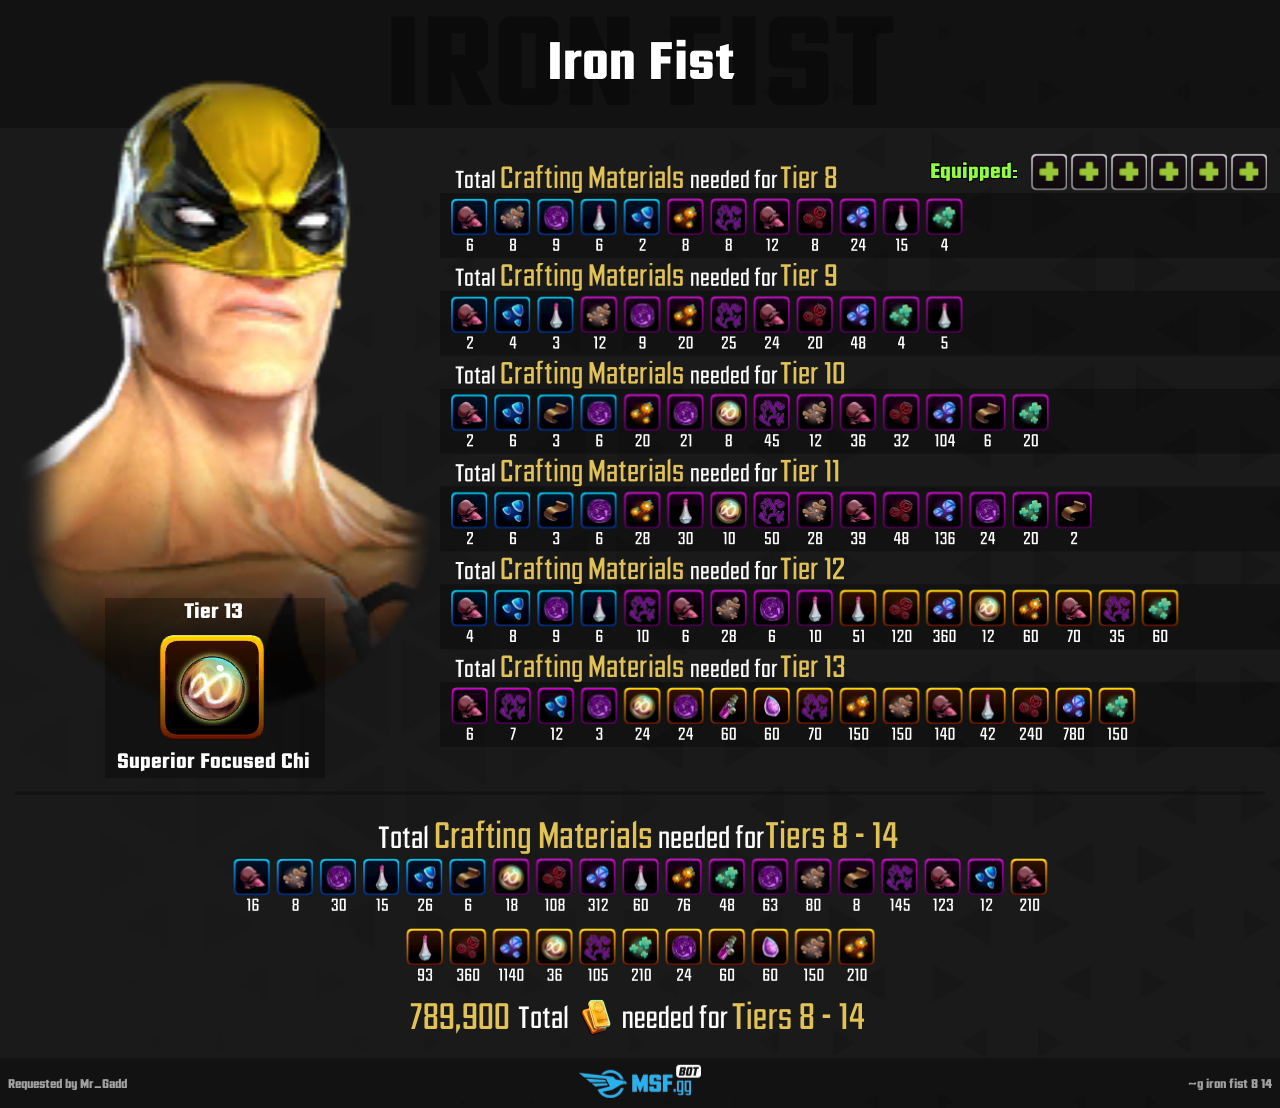 IRON FIST
Iron Fist
Equipped:
Total Crafting Materials needed for Tier 8
6 8 9 6 2 8 8 12 8 24 15 4
Total Crafting Materials needed for Tier 9
2 4 3 12 9 20 25 24 20 48 4 5
Total Crafting Materials needed for Tier 10
2 6 3 6 20 21 8 45 12 36 32 104 6 20
Total Crafting Materials needed for Tier 11
2 6 3 6 28 30 10 50 28 39 48 136 24 20 2
Total Crafting Materials needed for Tier 12
4 8 9 6 10 6 28 6 10 51 120 360 12 60 70 35 60
Total Crafting Materials needed for Tier 13
6 7 12 3 24 24 60 60 70 150 150 140 42 240 780 150
Tier 13
Superior Focused Chi
Total Crafting Materials needed for Tiers 8 - 14
16 8 30 15 26 6 18 108 312 60 76 48 63 80 8 145 123 12 210
93 360 1140 36 105 210 24 60 60 150 210
789,900 Total needed for Tiers 8 - 14
Requested by Mr_Gadd
MSF.gg BOT
~g iron fist 8 14